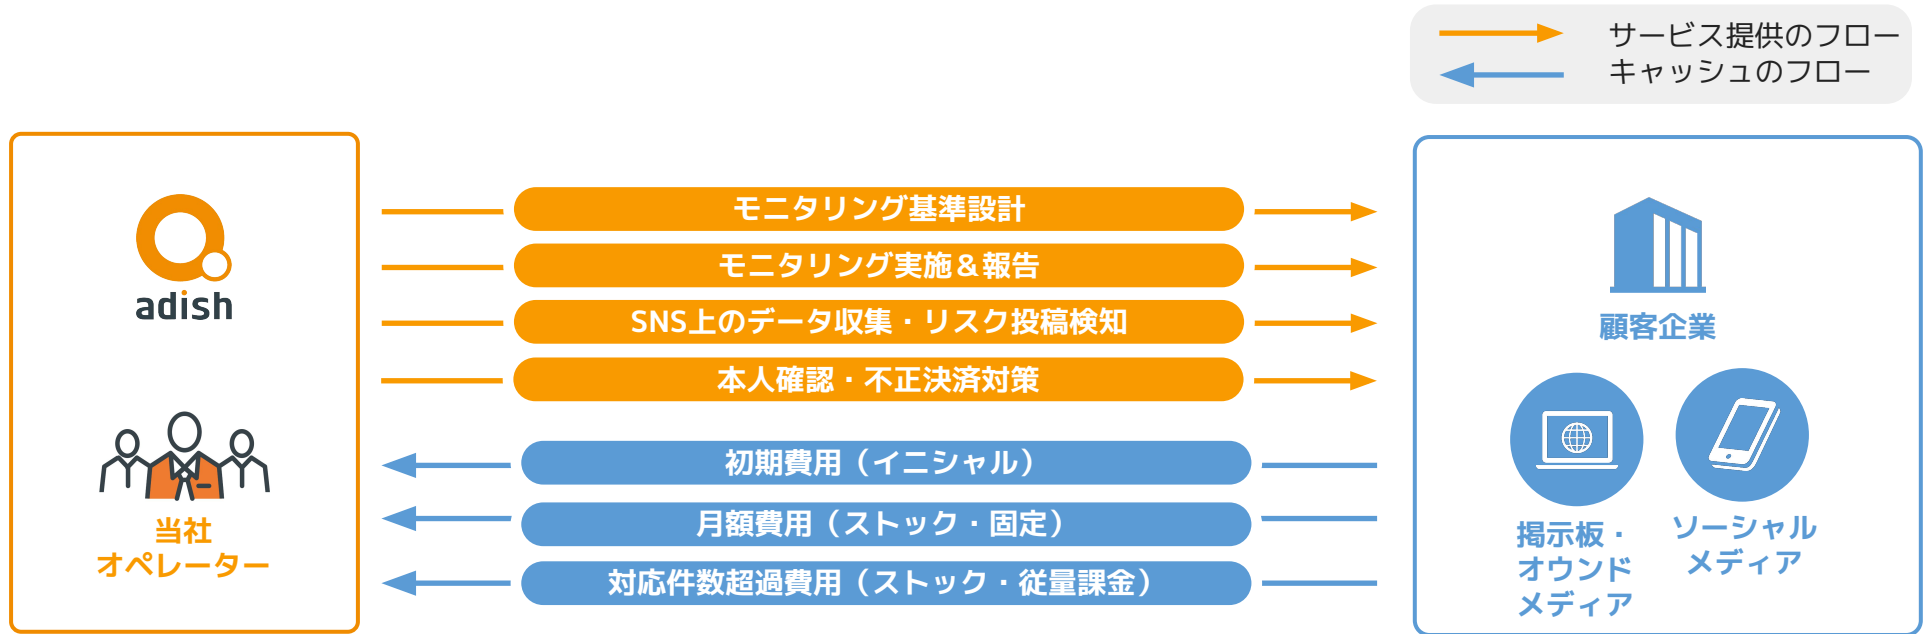 サービス提供のフロー
キャッシュのフロー
adish
当社
オペレーター
モニタリング基準設計
モニタリング実施＆報告
SNS上のデータ収集・リスク投稿検知
本人確認・不正決済対策
初期費用（イニシャル）
月額費用（ストック・固定）
対応件数超過費用（ストック・従量課金）
顧客企業
掲示板・
オウンド
メディア
ソーシャル
メディア